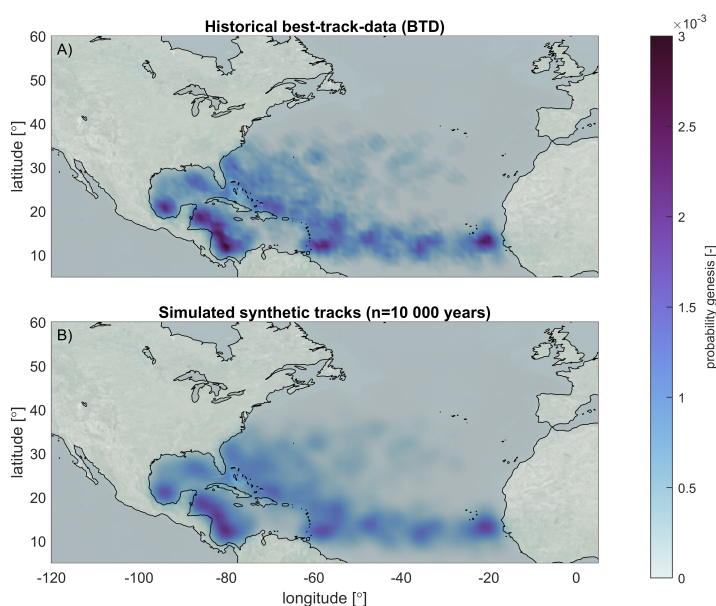 Historical best-track-data (BTD)
A)
60
50
40
30
20
10
latitude [°]
Simulated synthetic tracks (n=10 000 years)
B)
60
50
40
30
20
10
latitude [°]
-120 -100 -80 -60 -40 -20 0
longitude [°]
×10⁻³
3
2.5
2
1.5
1
0.5
0
probability genesis [-]